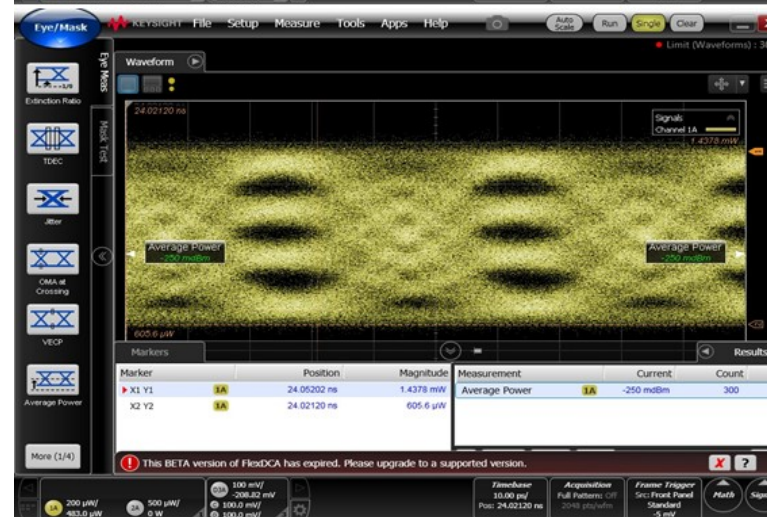 Eye/Mask
KEYSIGHT File Setup Measure Tools Apps Help
Auto Scale
Run
Single
Clear
Limit (Waveforms) : 30
Eye Meas
Mask Test
Waveform
Extinction Ratio
TDEC
Jitter
OMA at
Crossing
VECP
Average Power
More (1/4)
24.02120 ns
Signals
Channel 1A
1.4378 mW
Average Power
-250 mdBm
Average Power
-250 mdBm
605.6 µW
Markers
Results
Marker Position Magnitude
X1 Y1 1A 24.05202 ns 1.4378 mW
X2 Y2 1A 24.02120 ns 605.6 µW
Measurement Current Count
Average Power 1A -250 mdBm 300
This BETA version of FlexDCA has expired. Please upgrade to a supported version.
1A 200 µW/
483.0 µW
2A 500 µW/
0 W
D3A 100 mV/
-208.82 mV
100.0 mV/
100.0 mV/
Timebase
10.00 ps/
Pos: 24.02120 ns
Acquisition
Full Pattern: Off
2048 pts/wfm
Frame Trigger
Src: Front Panel
Standard
-5 mV
Math